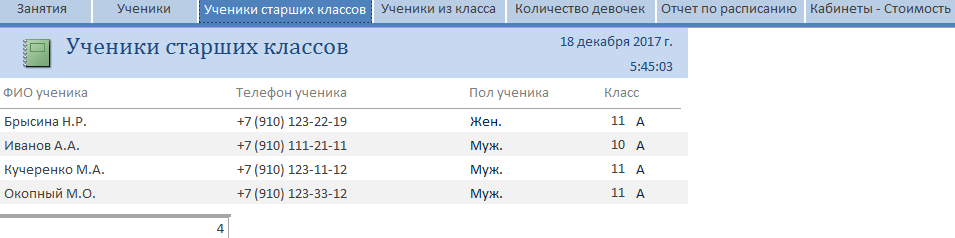 Занятия Ученики Ученики старших классов Ученики из класса Количество девочек Отчет по расписанию Кабинеты - Стоимость
Ученики старших классов 18 декабря 2017 г.
5:45:03
ФИО ученика Телефон ученика Пол ученика Класс
Брысина Н.Р. +7 (910) 123-22-19 Жен. 11 А
Иванов А.А. +7 (910) 111-21-11 Муж. 10 А
Кучеренко М.А. +7 (910) 123-11-12 Муж. 11 А
Окопный М.О. +7 (910) 123-33-12 Муж. 11 А
4